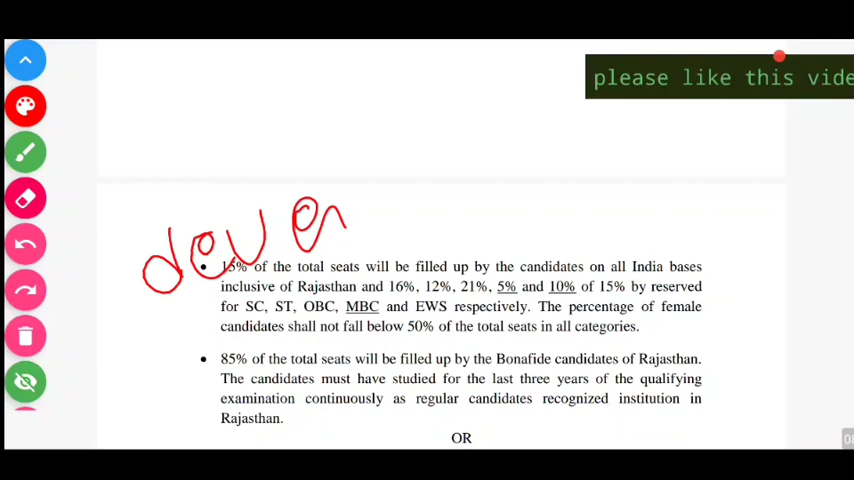 please like this vide
dever
• 15% of the total seats will be filled up by the candidates on all India bases
inclusive of Rajasthan and 16%, 12%, 21%, 5% and 10% of 15% by reserved
for SC, ST, OBC, MBC and EWS respectively. The percentage of female
candidates shall not fall below 50% of the total seats in all categories.
• 85% of the total seats will be filled up by the Bonafide candidates of Rajasthan.
The candidates must have studied for the last three years of the qualifying
examination continuously as regular candidates recognized institution in
Rajasthan.
OR